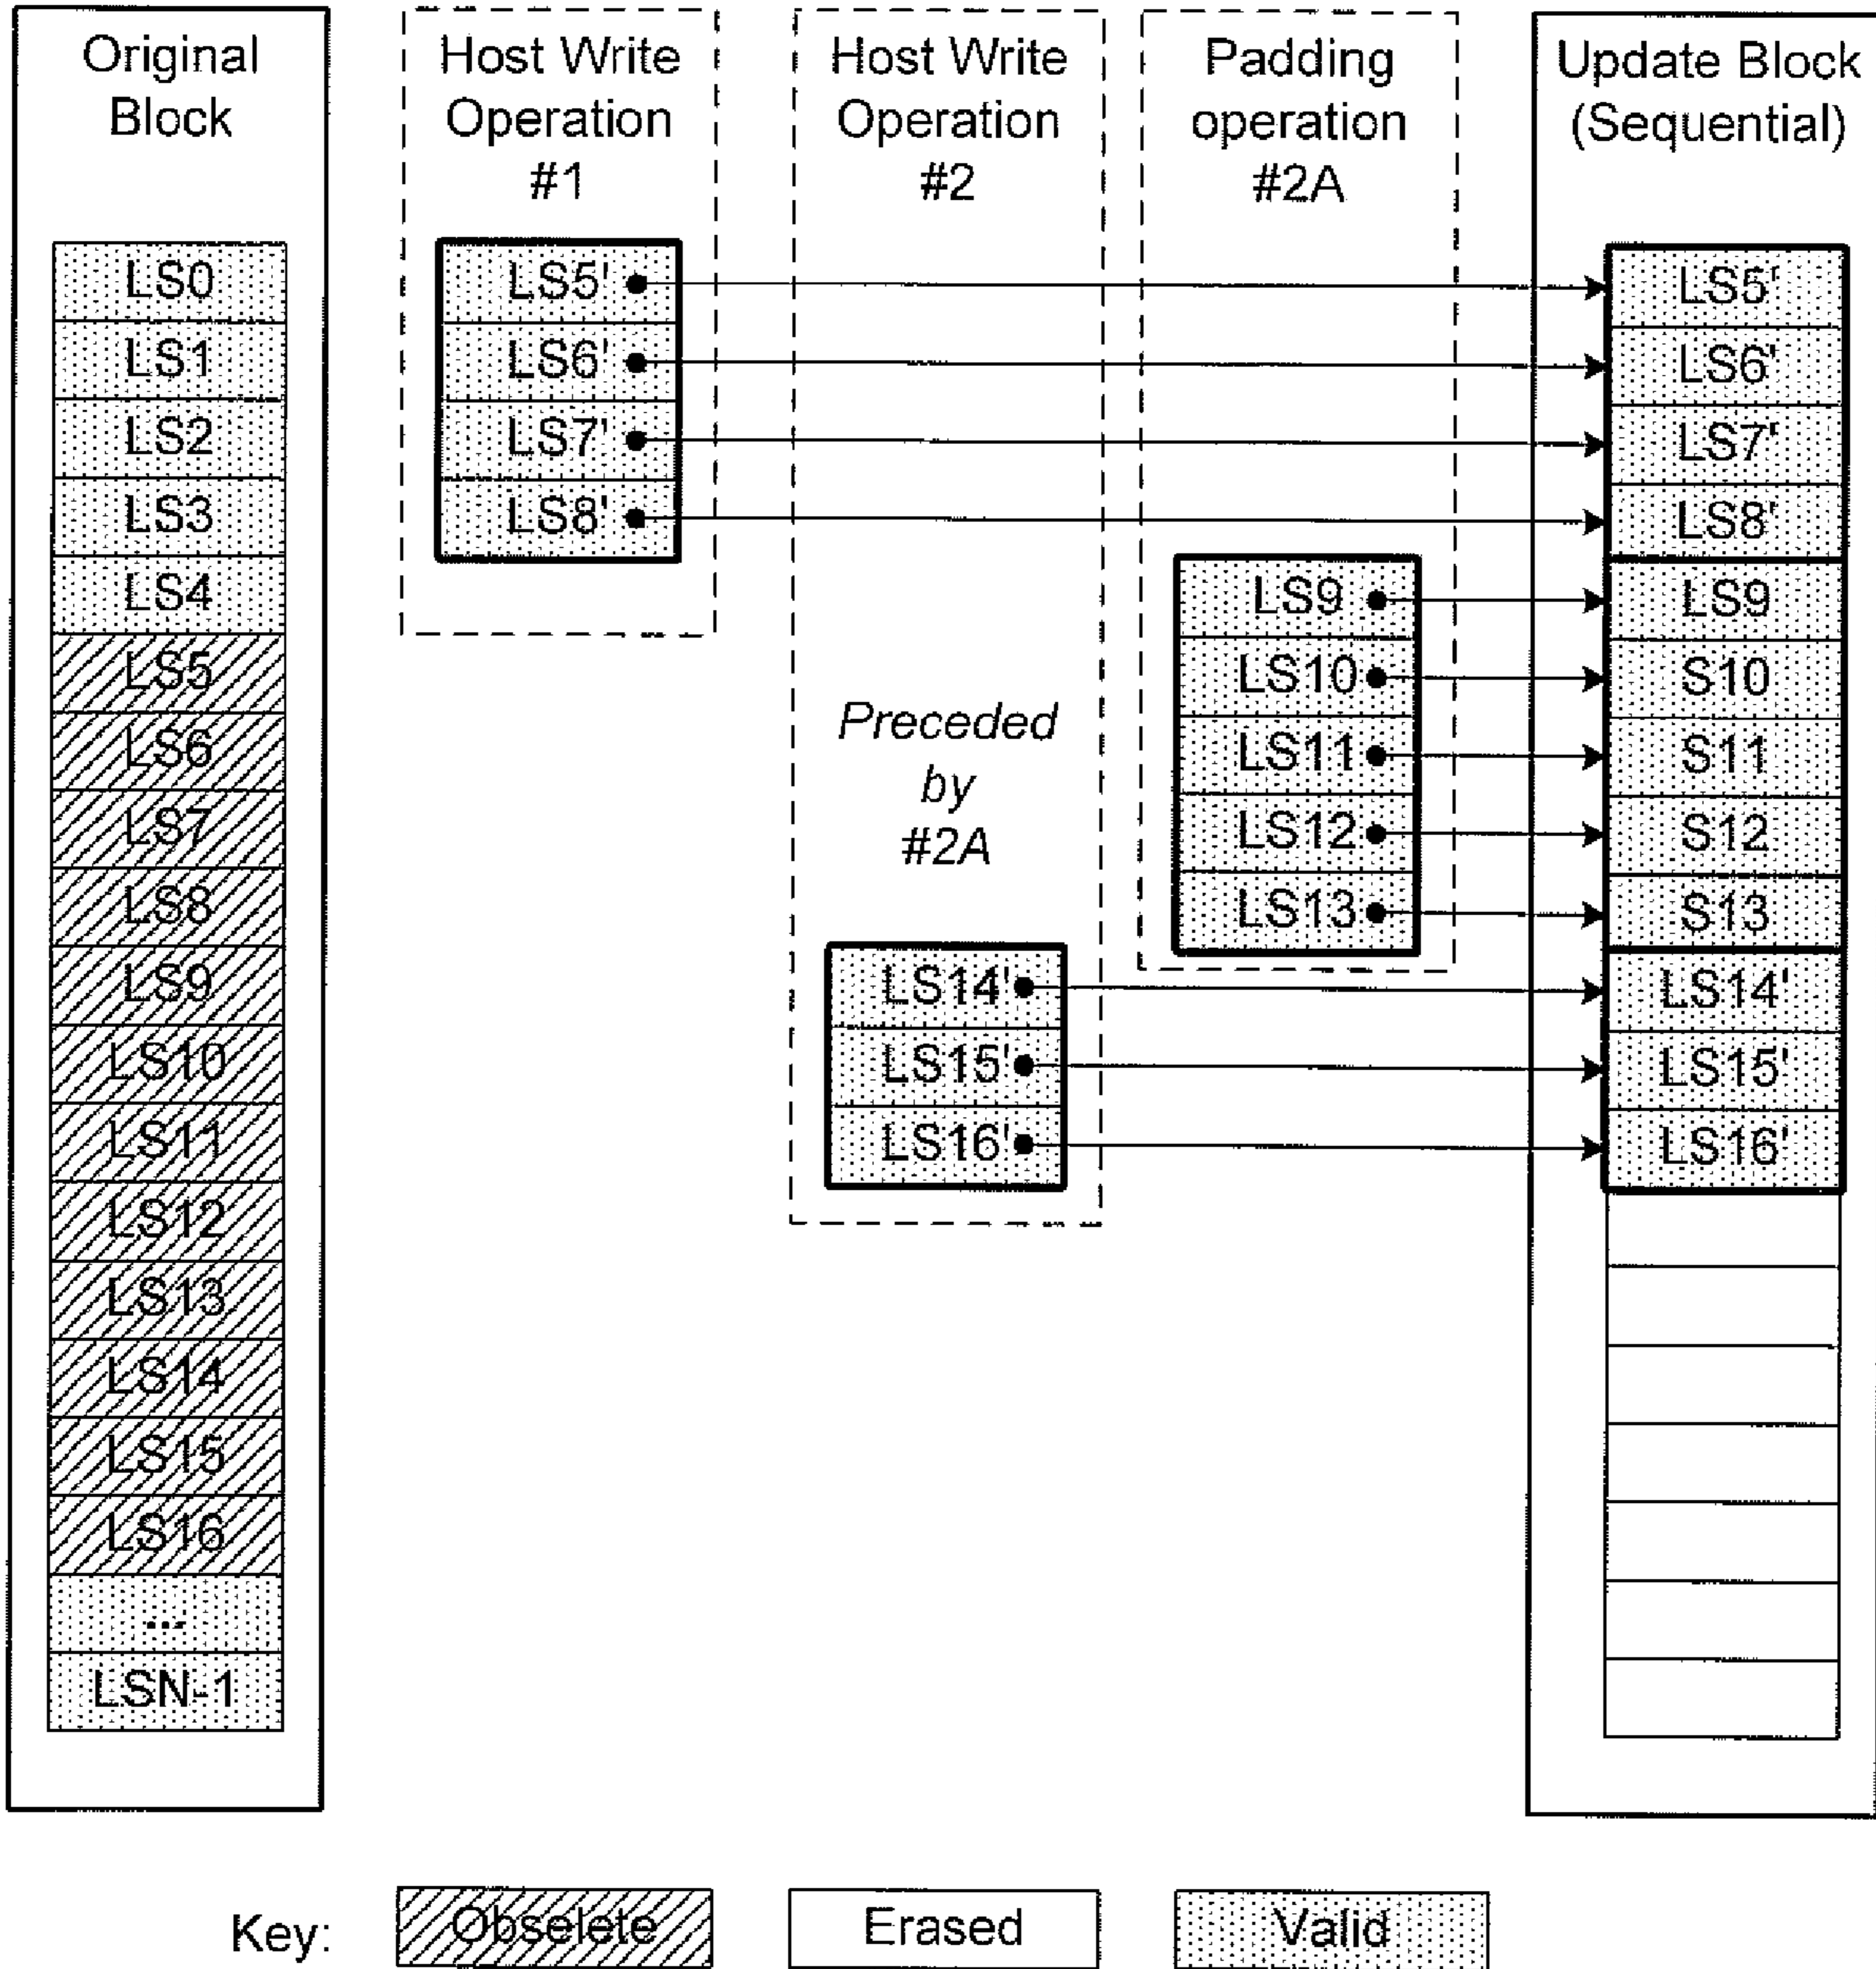 Original
Block
LS0
LS1
LS2
LS3
LS4
LS5
LS6
LS7
LS8
LS9
LS10
LS11
LS12
LS13
LS14
LS15
LS16
...
LSN-1
Host Write
Operation
#1
LS5'
LS6'
LS7'
LS8'
Host Write
Operation
#2
Preceded
by
#2A
LS14'
LS15'
LS16'
Padding
operation
#2A
LS9
LS10
LS11
LS12
LS13
Update Block
(Sequential)
LS5'
LS6'
LS7'
LS8'
LS9
S10
S11
S12
S13
LS14'
LS15'
LS16'
Key:
Obselete
Erased
Valid